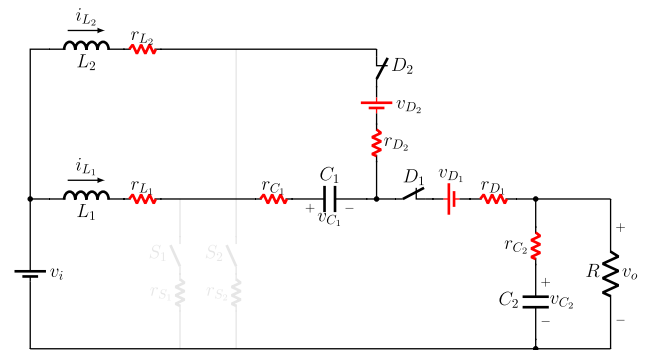 i_{L_2}
r_{L_2}
L_2
D_2
v_{D_2}
r_{D_2}
i_{L_1}
r_{L_1}
L_1
r_{C_1}
C_1
+ v_{C_1} −
D_1
v_{D_1}
r_{D_1}
S_1
S_2
r_{S_1}
r_{S_2}
v_i
r_{C_2}
C_2
+ v_{C_2} −
R
+ v_o −